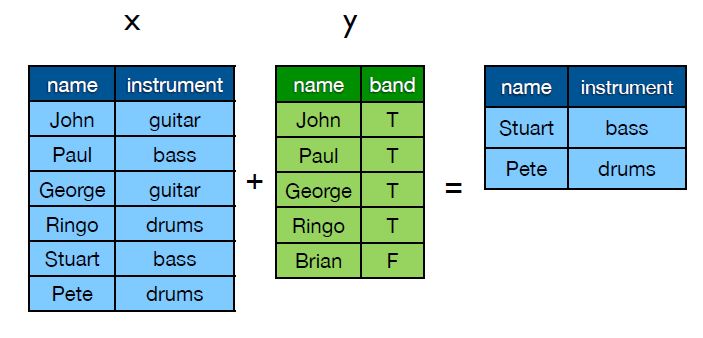 x y
name instrument
John guitar
Paul bass
George guitar
Ringo drums
Stuart bass
Pete drums
+
name band
John T
Paul T
George T
Ringo T
Brian F
=
name instrument
Stuart bass
Pete drums